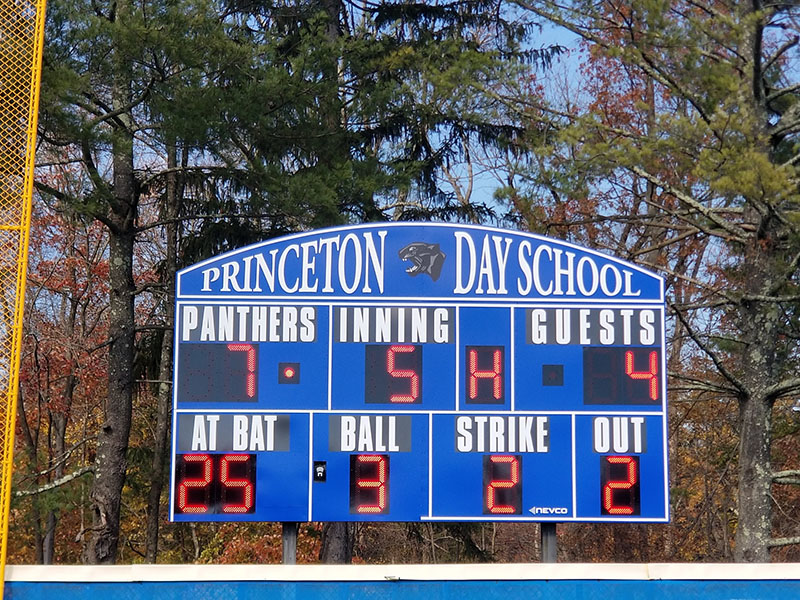 PRINCETON DAY SCHOOL
PANTHERS INNING GUESTS
7 5 H 4
AT BAT BALL STRIKE OUT
25 3 2 2
NEVCO